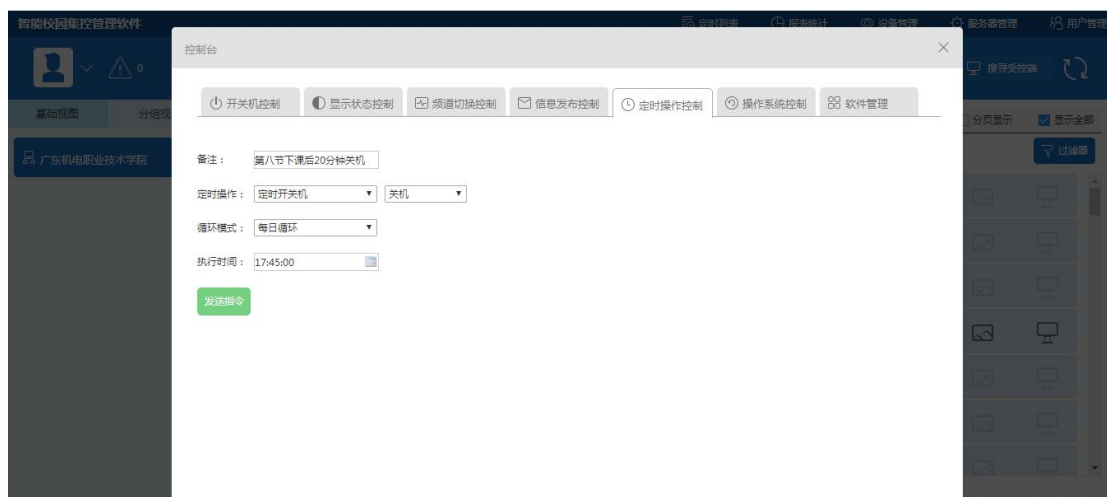 智能校园集控管理软件
定时列表 报表统计 设备管理 服务器管理 用户管理
0
搜寻受控端
控制台
基础视图 分组视
分页显示 显示全部
开关机控制 显示状态控制 频道切换控制 信息发布控制 定时操作控制 操作系统控制 软件管理
广东机电职业技术学院
过滤器
备注: 第八节下课后20分钟关机
定时操作: 定时开关机 关机
循环模式: 每日循环
执行时间: 17:45:00
发送指令